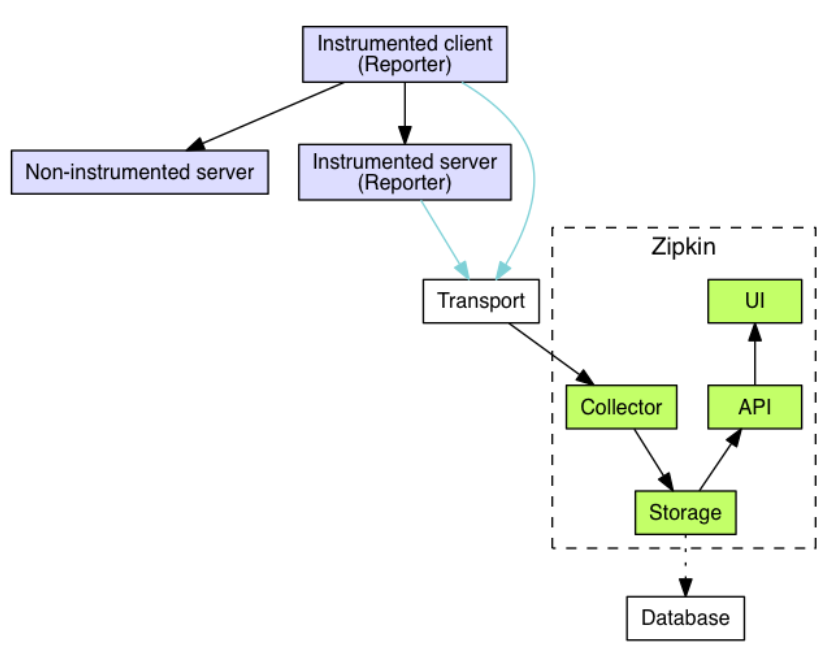 Instrumented client
(Reporter)
Non-instrumented server
Instrumented server
(Reporter)
Zipkin
Transport
UI
Collector
API
Storage
Database